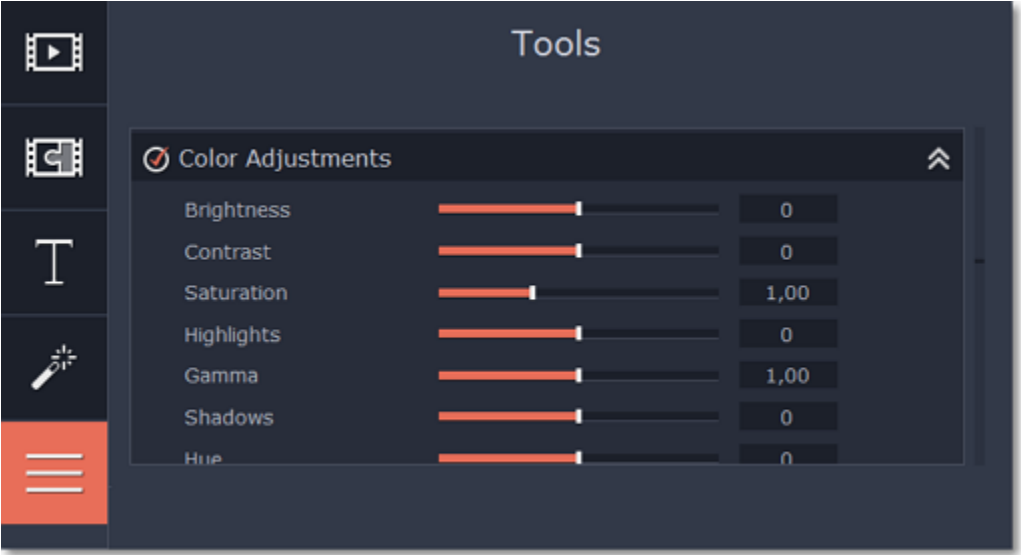 Tools
Color Adjustments
Brightness 0
Contrast 0
Saturation 1,00
Highlights 0
Gamma 1,00
Shadows 0
Hue 0